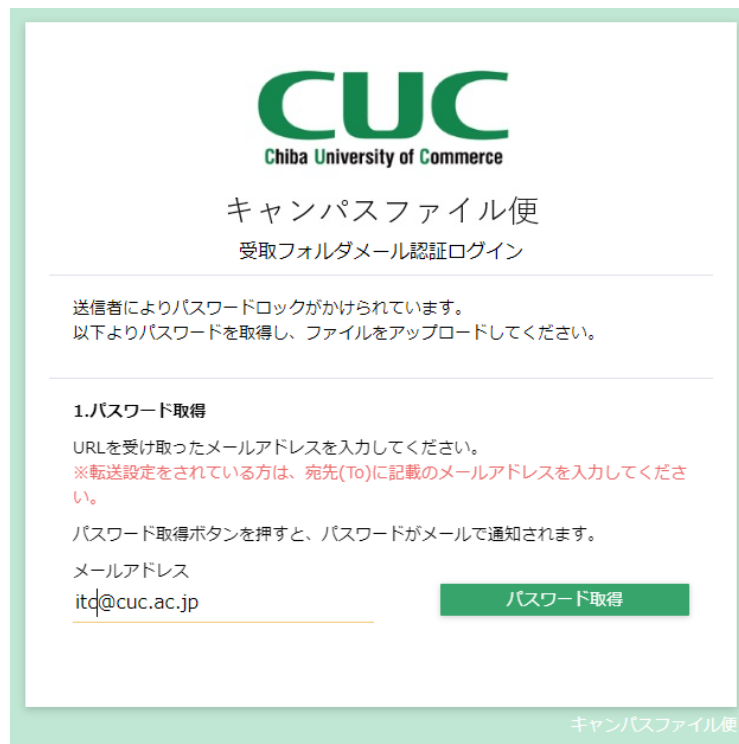 CUC
Chiba University of Commerce
キャンパスファイル便
受取フォルダメール認証ログイン
送信者によりパスワードロックがかけられています。
以下よりパスワードを取得し、ファイルをアップロードしてください。
1.パスワード取得
URLを受け取ったメールアドレスを入力してください。
※転送設定をされている方は、宛先(To)に記載のメールアドレスを入力してくださ
い。
パスワード取得ボタンを押すと、パスワードがメールで通知されます。
メールアドレス
itc@cuc.ac.jp
パスワード取得
キャンパスファイル便